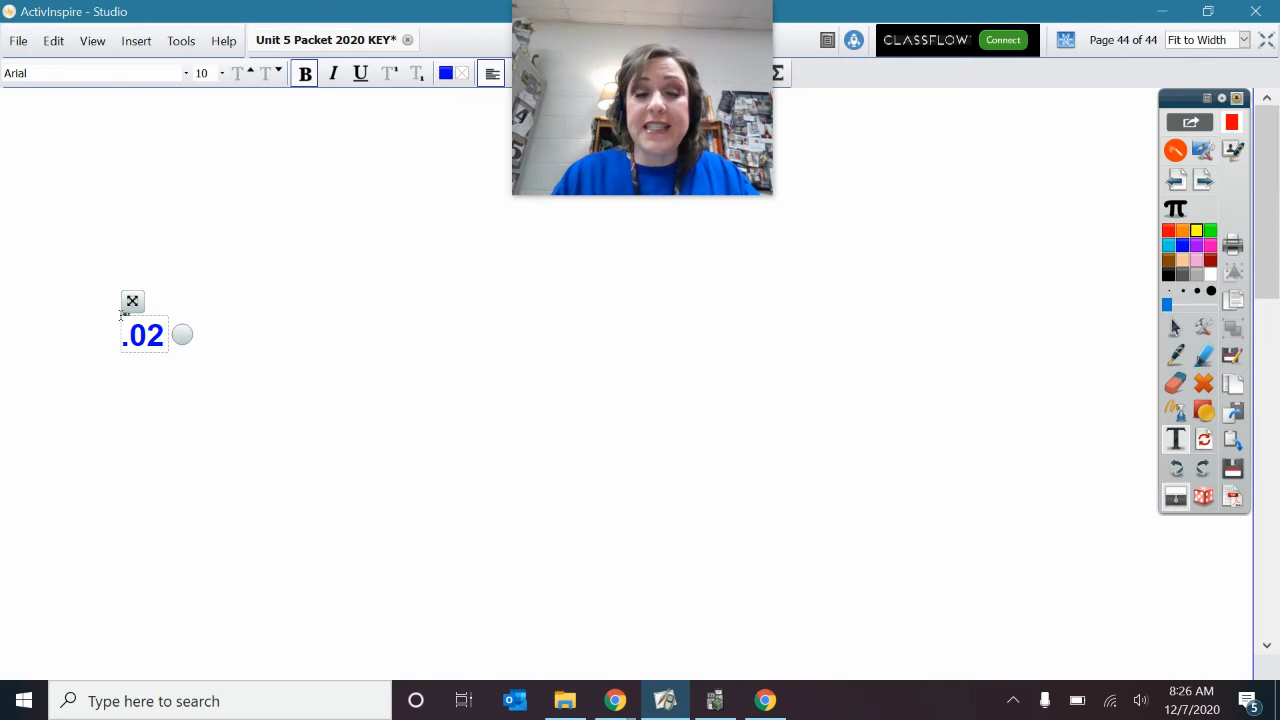 ActivInspire - Studio
File Edit View Insert Tools Help Unit 5 Packet 2020 KEY*
CLASSFLOW Connect Page 44 of 44 Fit to Width
Arial 10 B I U T T Σ
.02
π
T
Type here to search
8:26 AM
12/7/2020
5